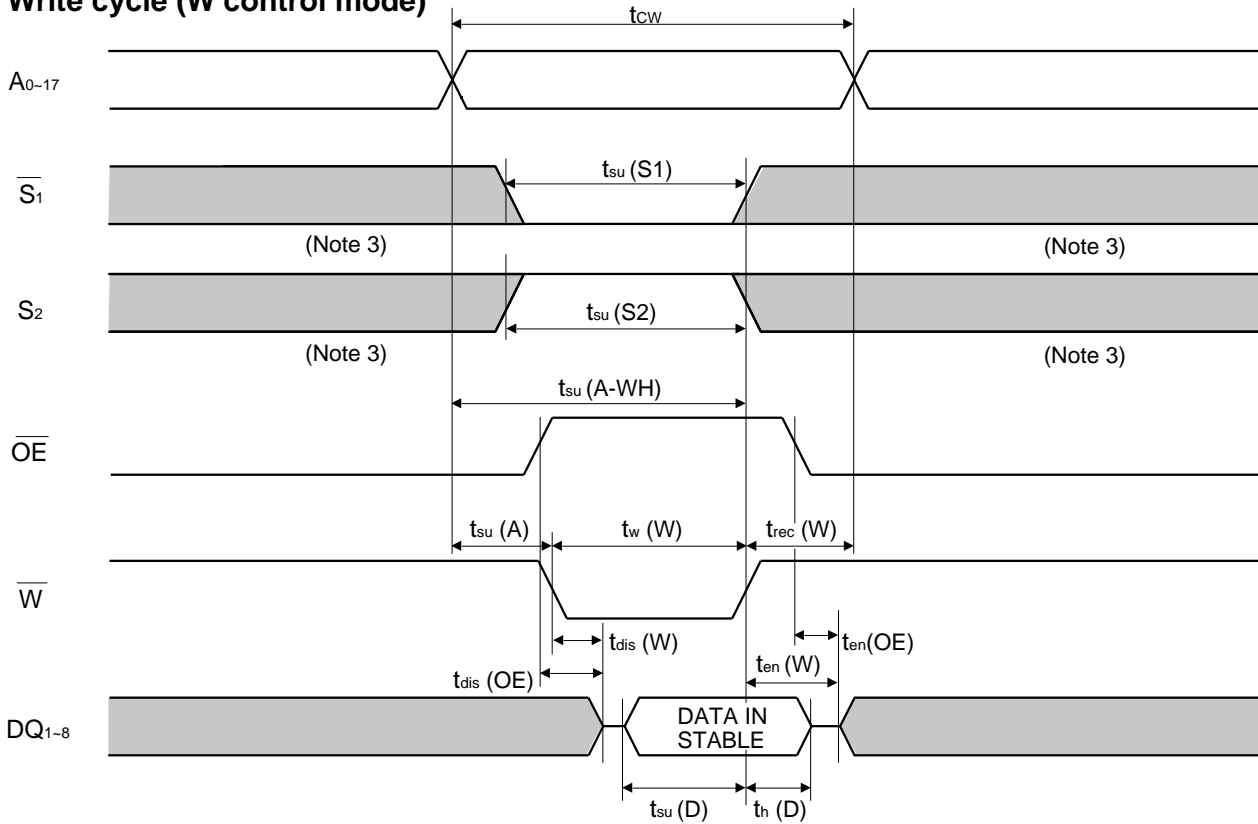 Write cycle (W control mode)
tCW
A0~17
tsu (S1)
S1
(Note 3) (Note 3)
S2
tsu (S2)
(Note 3) (Note 3)
tsu (A-WH)
OE
tsu (A) tw (W) trec (W)
W
tdis (W) ten(OE)
tdis (OE) ten (W)
DQ1~8
DATA IN
STABLE
tsu (D) th (D)